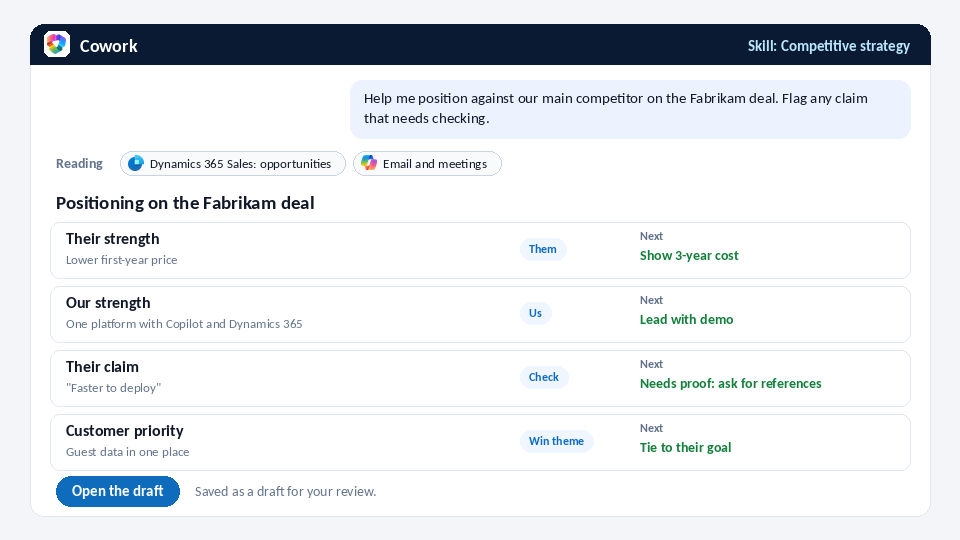 Cowork
Skill: Competitive strategy
Help me position against our main competitor on the Fabrikam deal. Flag any claim
that needs checking.
Reading
Dynamics 365 Sales: opportunities
Email and meetings
Positioning on the Fabrikam deal
Their strength
Lower first-year price
Them
Next
Show 3-year cost
Our strength
One platform with Copilot and Dynamics 365
Us
Next
Lead with demo
Their claim
"Faster to deploy"
Check
Next
Needs proof: ask for references
Customer priority
Guest data in one place
Win theme
Next
Tie to their goal
Open the draft
Saved as a draft for your review.